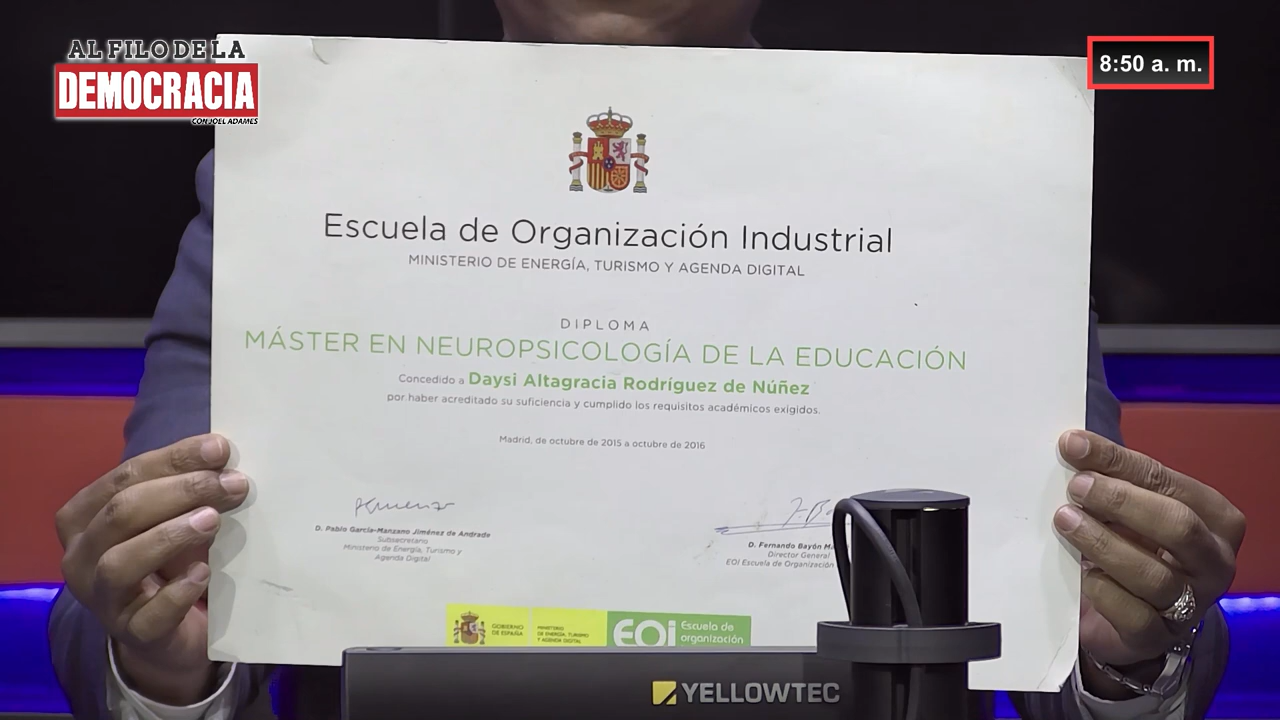 AL FILO DE LA
DEMOCRACIA
CON JOEL ADAMES
8:50 a. m.
Escuela de Organización Industrial
MINISTERIO DE ENERGÍA, TURISMO Y AGENDA DIGITAL
DIPLOMA
MÁSTER EN NEUROPSICOLOGÍA DE LA EDUCACIÓN
Concedido a Daysi Altagracia Rodríguez de Núñez
por haber acreditado su suficiencia y cumplido los requisitos académicos exigidos.
Madrid, de octubre de 2015 a octubre de 2016
D. Pablo García-Manzano Jiménez de Andrade
Subsecretario
Ministerio de Energía, Turismo y
Agenda Digital
D. Fernando Bayón
Director General
EOI Escuela de Organización
GOBIERNO
DE ESPAÑA
MINISTERIO
DE ENERGÍA, TURISMO
Y AGENDA DIGITAL
EOI
Escuela de
organización
YELLOWTEC